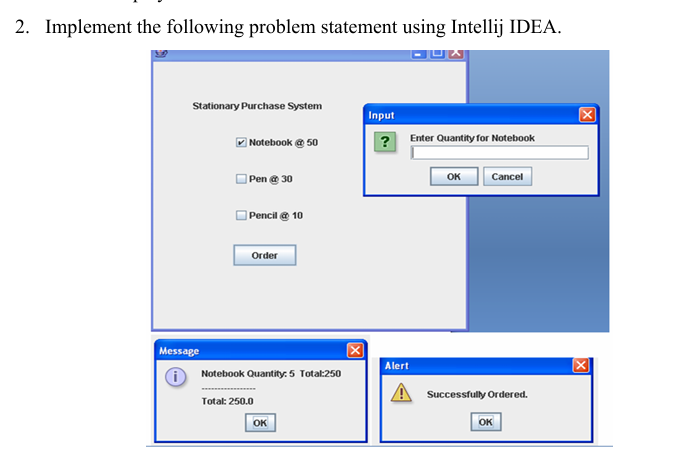 2. Implement the following problem statement using Intellij IDEA.
Stationary Purchase System
Notebook @ 50
Pen @ 30
Pencil @ 10
Order
Input
?
Enter Quantity for Notebook
OK Cancel
Message
i
Notebook Quantity: 5 Total:250
-----------------
Total: 250.0
OK
Alert
!
Successfully Ordered.
OK